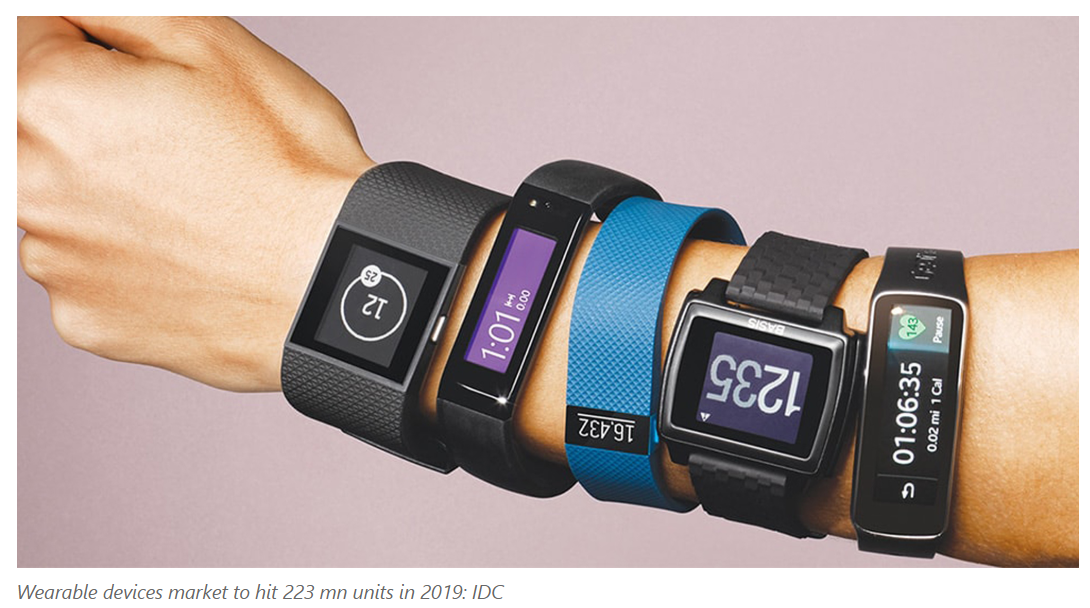 25
12
1:01
0.00
16,432
BASIS
1235
143
Pause
01:06:35
0.02 mi 1 Cal
Wearable devices market to hit 223 mn units in 2019: IDC